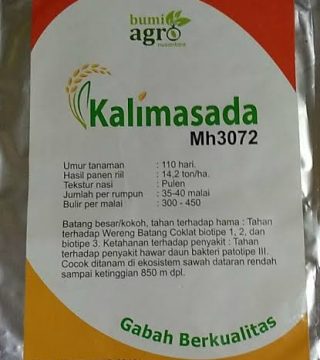 bumi
agro
nusantara
Kalimasada
Mh3072
Umur tanaman : 110 hari.
Hasil panen riil : 14,2 ton/ha.
Tekstur nasi : Pulen
Jumlah per rumpun : 35-40 malai
Bulir per malai : 300 - 450
Batang besar/kokoh, tahan terhadap hama : Tahan
terhadap Wereng Batang Coklat biotipe 1, 2, dan
biotipe 3. Ketahanan terhadap penyakit : Tahan
terhadap penyakit hawar daun bakteri patotipe III.
Cocok ditanam di ekosistem sawah dataran rendah
sampai ketinggian 850 m dpl.
Gabah Berkualitas